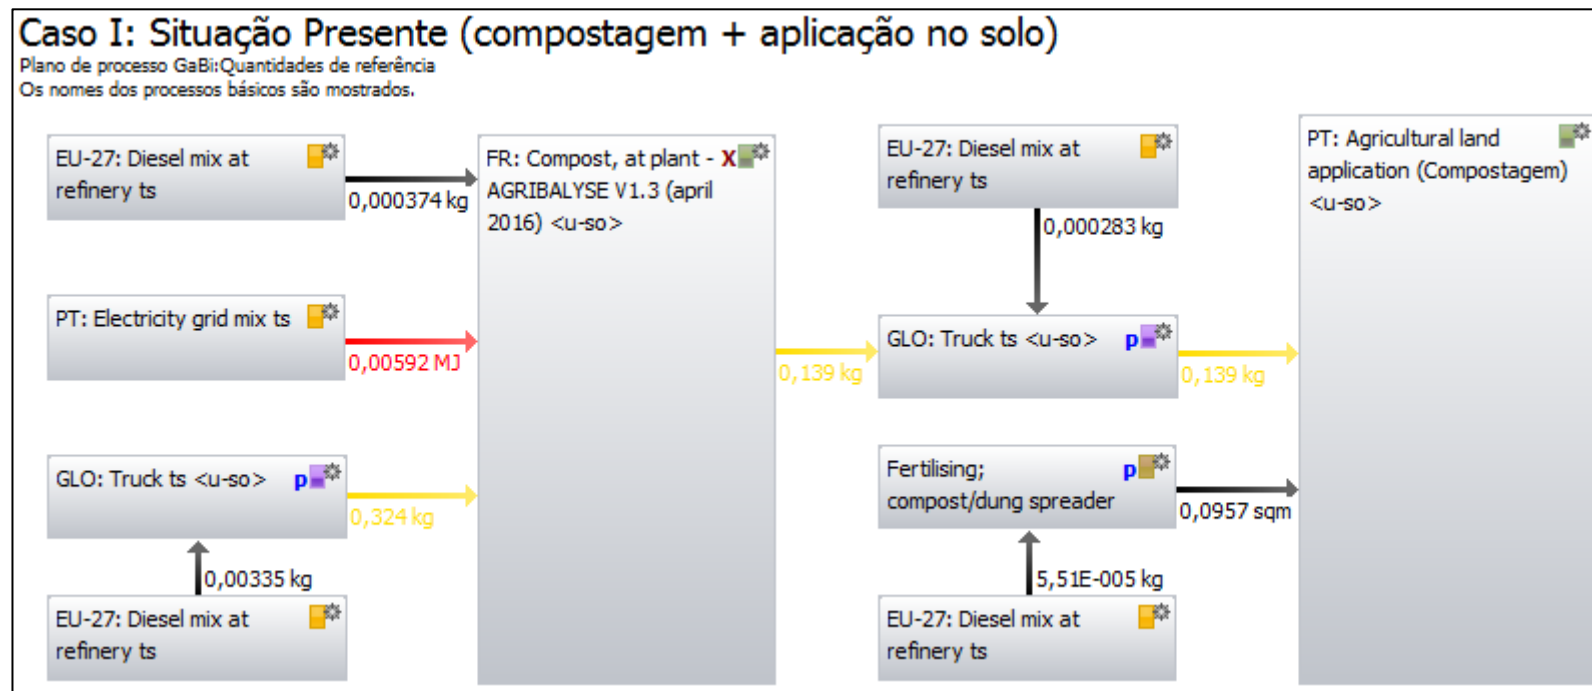 Caso I: Situação Presente (compostagem + aplicação no solo)
Plano de processo GaBi:Quantidades de referência
Os nomes dos processos básicos são mostrados.
EU-27: Diesel mix at
refinery ts
0,000374 kg
PT: Electricity grid mix ts
0,00592 MJ
GLO: Truck ts <u-so>
p
0,324 kg
0,00335 kg
EU-27: Diesel mix at
refinery ts
FR: Compost, at plant - X
AGRIBALYSE V1.3 (april
2016) <u-so>
0,139 kg
EU-27: Diesel mix at
refinery ts
0,000283 kg
GLO: Truck ts <u-so>
p
0,139 kg
Fertilising;
p
compost/dung spreader
0,0957 sqm
5,51E-005 kg
EU-27: Diesel mix at
refinery ts
PT: Agricultural land
application (Compostagem)
<u-so>